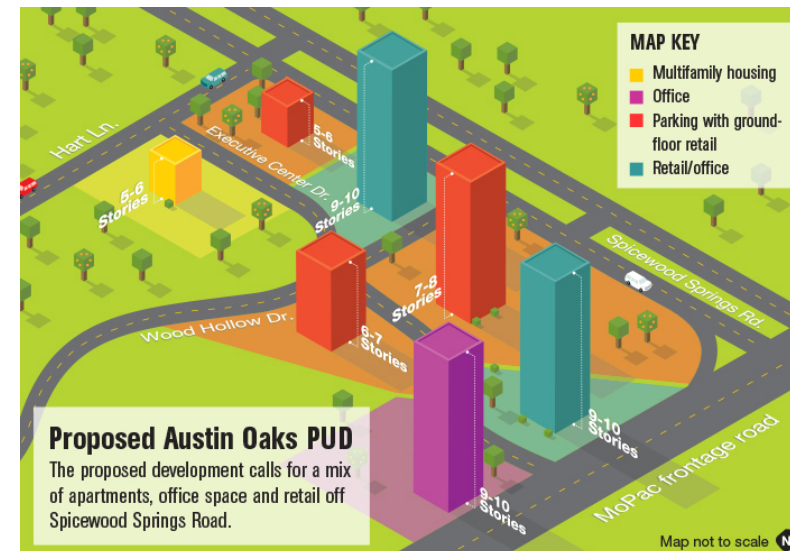 MAP KEY
Multifamily housing
Office
Parking with ground-
floor retail
Retail/office
Hart Ln.
Executive Center Dr.
5-6
Stories
5-6
Stories
9-10
Stories
7-8
Stories
Spicewood Springs Rd.
Wood Hollow Dr.
6-7
Stories
9-10
Stories
9-10
Stories
MoPac frontage road
Proposed Austin Oaks PUD
The proposed development calls for a mix
of apartments, office space and retail off
Spicewood Springs Road.
Map not to scale
N